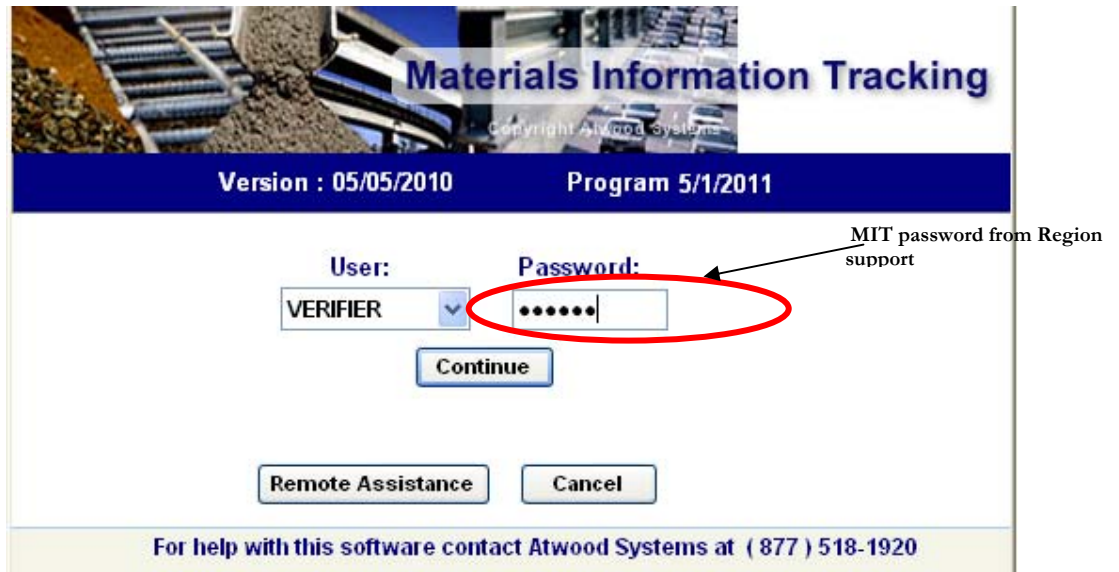 Materials Information Tracking
Copyright Atwood Systems
Version : 05/05/2010 Program 5/1/2011
MIT password from Region
support
User: Password:
VERIFIER ••••••
Continue
Remote Assistance Cancel
For help with this software contact Atwood Systems at ( 877 ) 518-1920